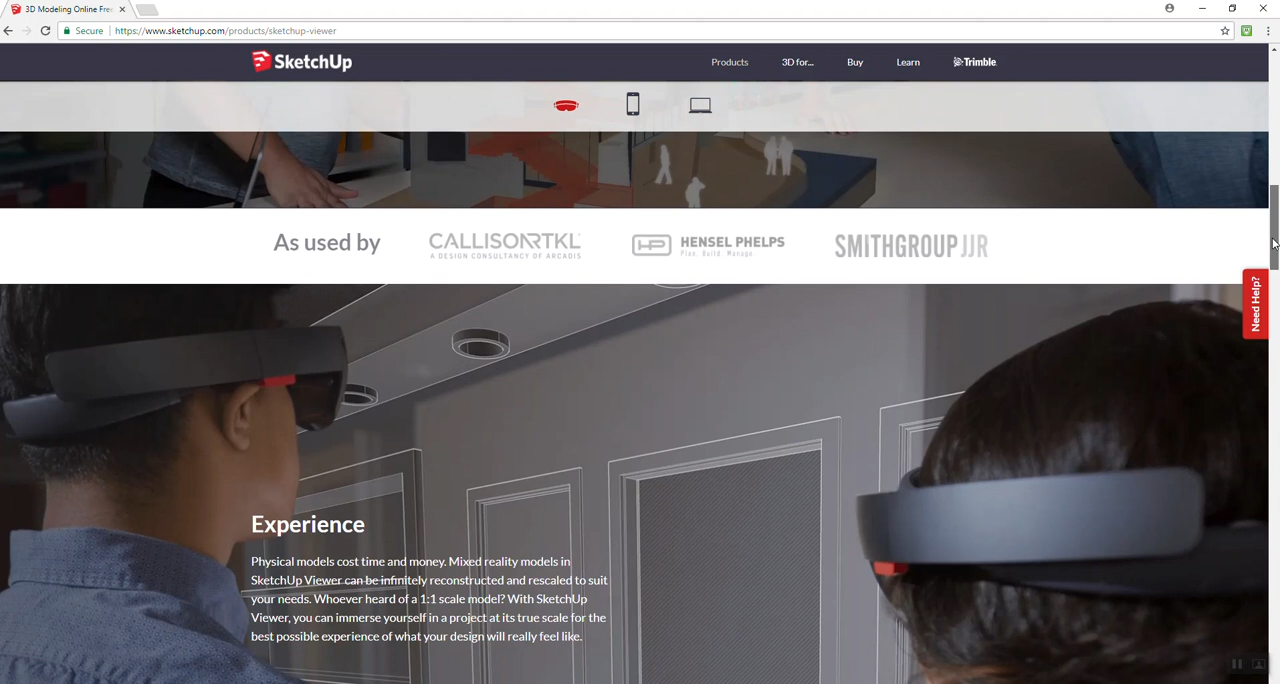 3D Modeling Online Free
Secure
https://www.sketchup.com/products/sketchup-viewer
SketchUp
Products
3D for...
Buy
Learn
Trimble
As used by
CALLISONRTKL
A DESIGN CONSULTANCY OF ARCADIS
HP
HENSEL PHELPS
Plan. Build. Manage.
SMITHGROUP JJR
Need Help?
Experience
Physical models cost time and money. Mixed reality models in
SketchUp Viewer can be infinitely reconstructed and rescaled to suit
your needs. Whoever heard of a 1:1 scale model? With SketchUp
Viewer, you can immerse yourself in a project at its true scale for the
best possible experience of what your design will really feel like.